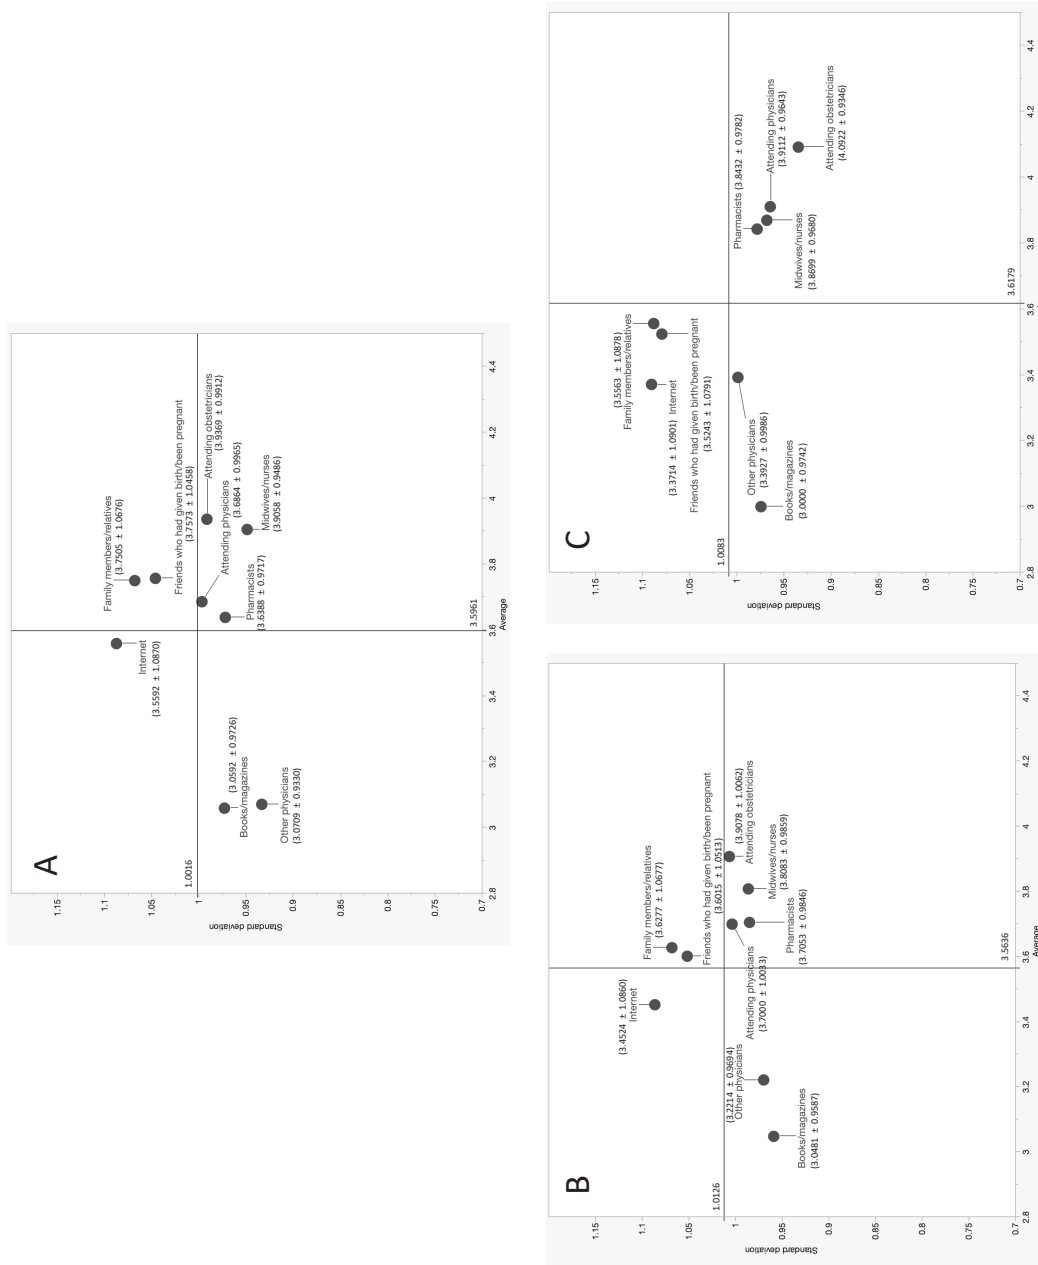 A
1.15
1.1
1.05
1
0.95
0.9
0.85
0.8
0.75
0.7
Standard deviation
1.0016
Family members/relatives
(3.7505 ± 1.0676)
Internet
(3.5592 ± 1.0870)
Friends who had given birth/been pregnant
(3.7573 ± 1.0458)
Attending obstetricians
(3.9369 ± 0.9912)
Attending physicians
(3.6864 ± 0.9965)
(3.0592 ± 0.9726)
Books/magazines
Pharmacists
(3.6388 ± 0.9717)
Midwives/nurses
(3.9058 ± 0.9486)
Other physicians
(3.0709 ± 0.9330)
3.5961
2.8
3
3.2
3.4
3.6
3.8
4
4.2
4.4
Average
B
1.15
1.1
1.05
1
0.95
0.9
0.85
0.8
0.75
0.7
Standard deviation
1.0126
(3.4524 ± 1.0860)
Internet
Family members/relatives
(3.6277 ± 1.0677)
Friends who had given birth/been pregnant
(3.6015 ± 1.0513)
(3.2214 ± 0.9694)
Other physicians
(3.9078 ± 1.0062)
Attending obstetricians
Attending physicians
(3.7000 ± 1.0033)
Midwives/nurses
(3.8083 ± 0.9859)
Pharmacists
(3.7053 ± 0.9846)
Books/magazines
(3.0481 ± 0.9587)
3.5636
2.8
3
3.2
3.4
3.6
3.8
4
4.2
4.4
Average
C
1.15
1.1
1.05
1
0.95
0.9
0.85
0.8
0.75
0.7
Standard deviation
1.0083
(3.5563 ± 1.0878)
Family members/relatives
(3.3714 ± 1.0901) Internet
Friends who had given birth/been pregnant
(3.5243 ± 1.0791)
Pharmacists (3.8432 ± 0.9782)
Attending physicians
(3.9112 ± 0.9643)
Other physicians
(3.3927 ± 0.9986)
Books/magazines
(3.0000 ± 0.9742)
Midwives/nurses
(3.8699 ± 0.9680)
Attending obstetricians
(4.0922 ± 0.9346)
3.6179
2.8
3
3.2
3.4
3.6
3.8
4
4.2
4.4